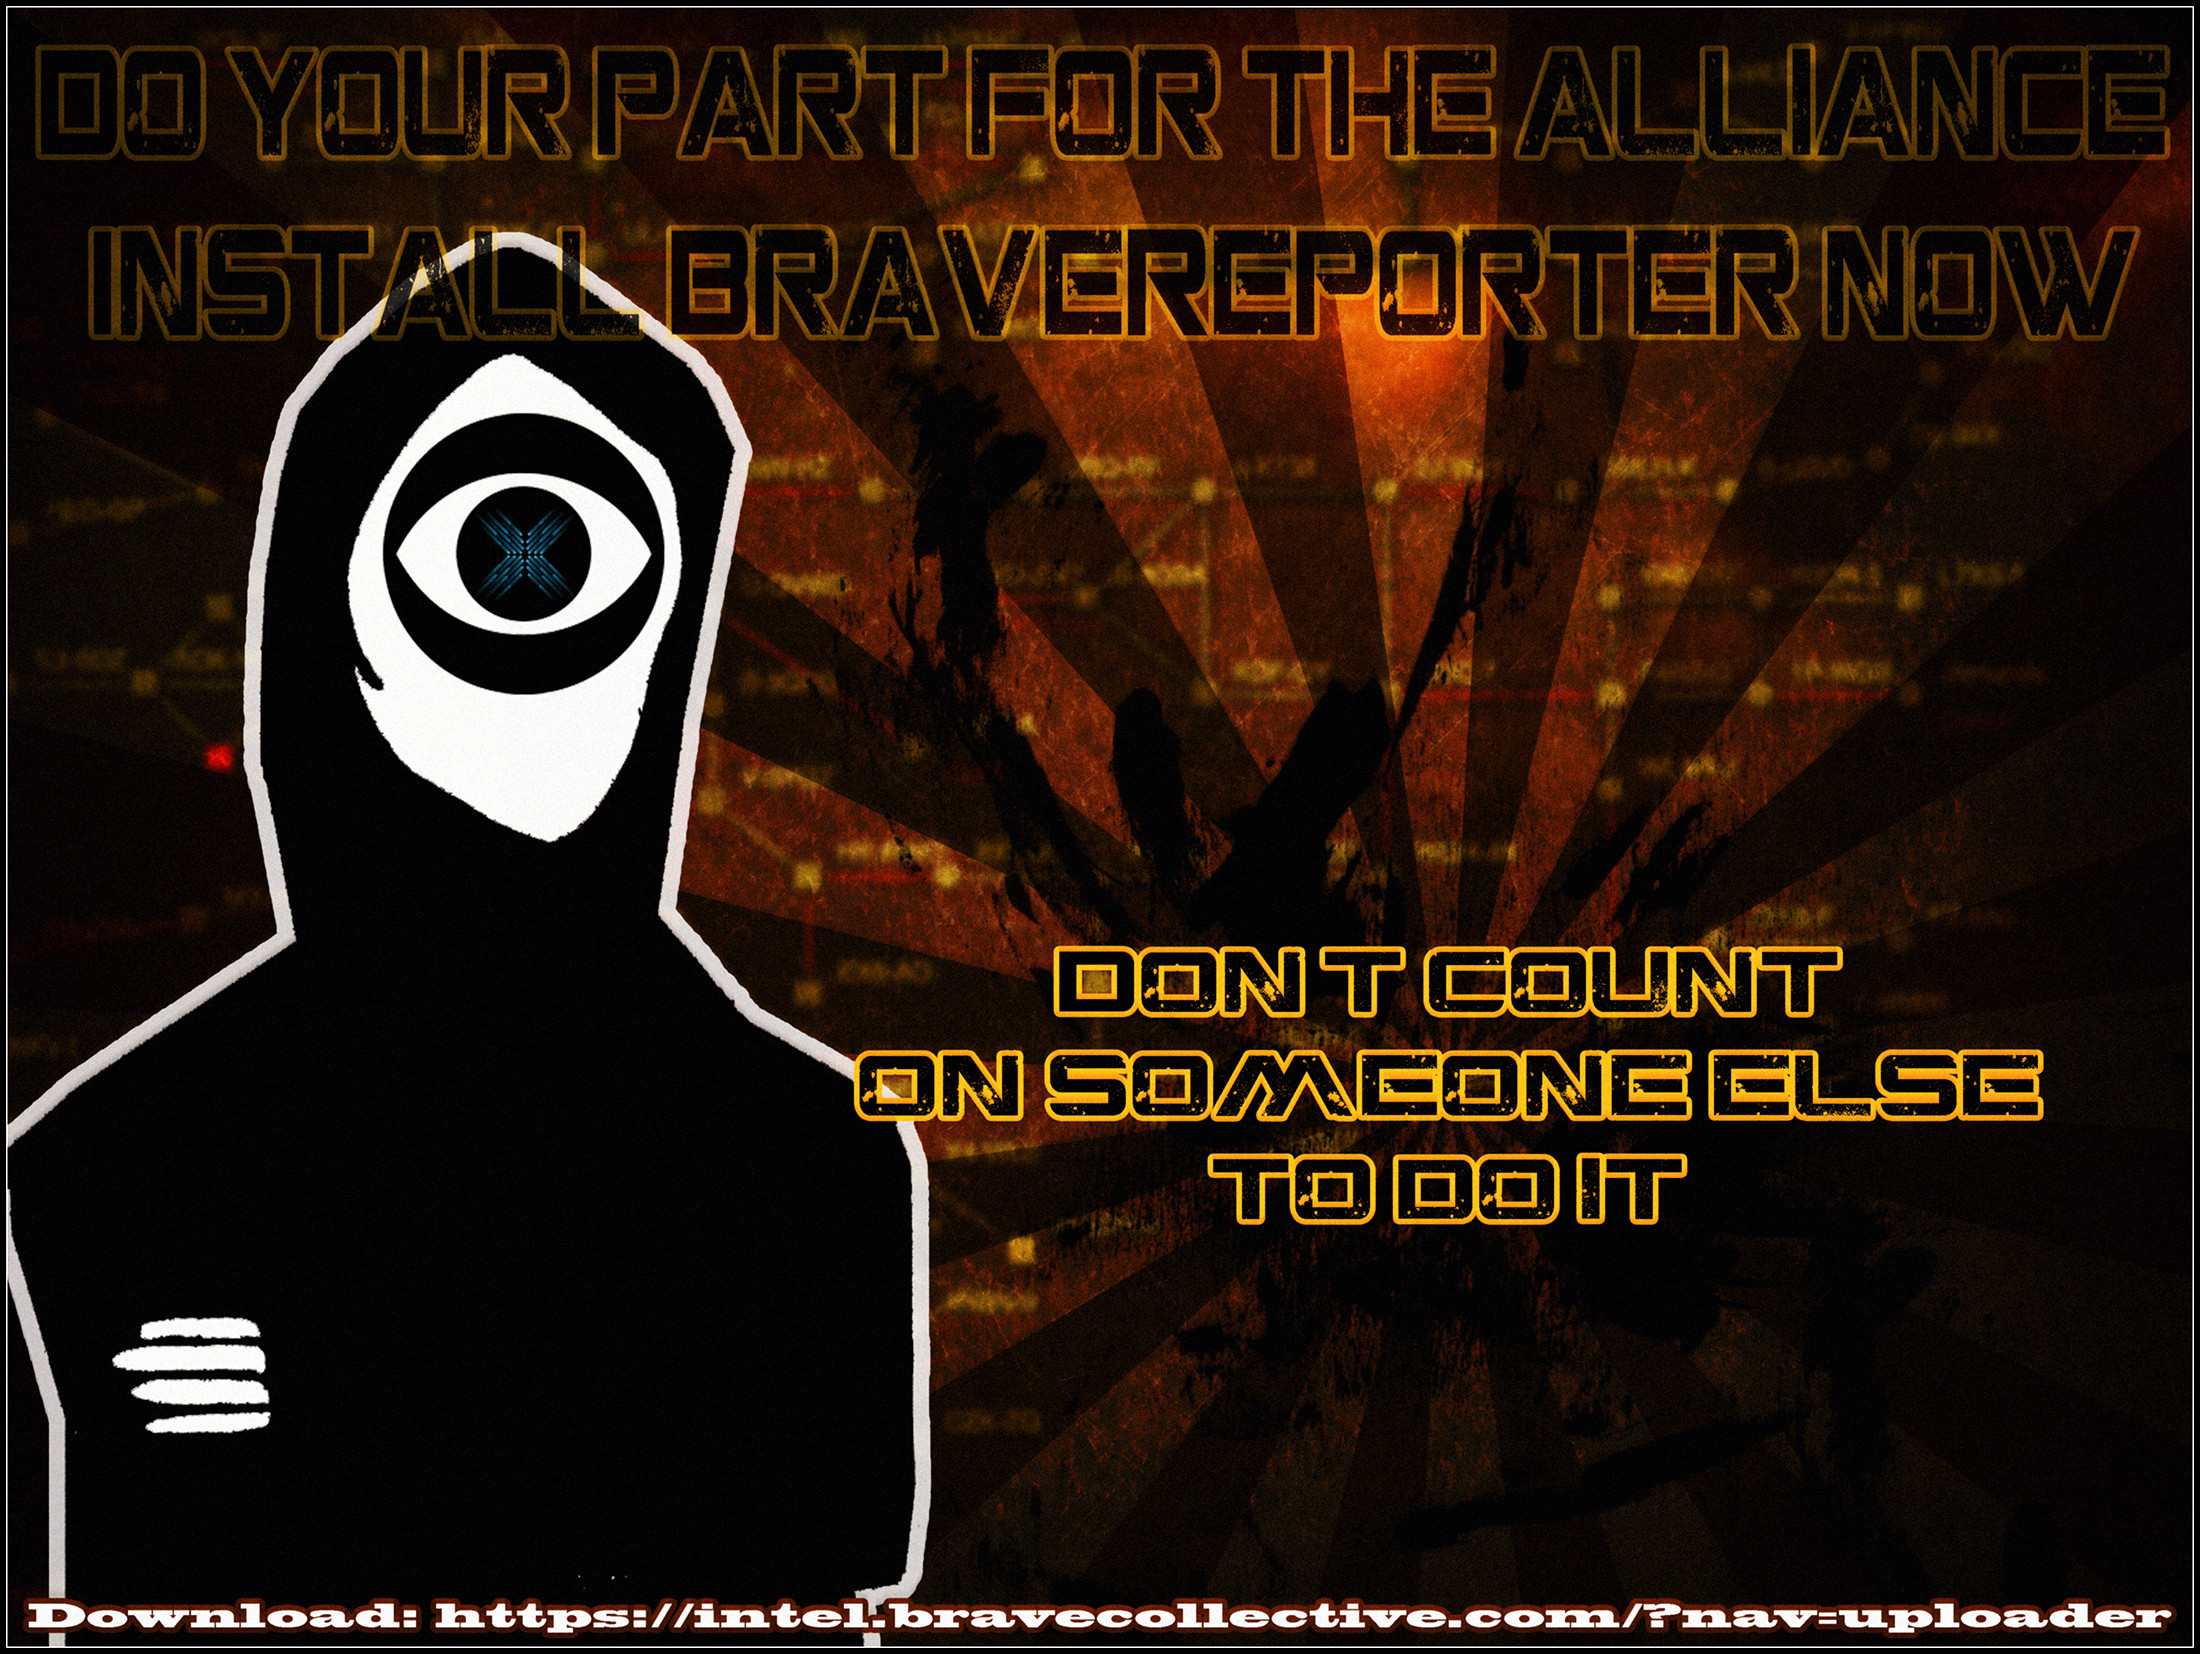 DO YOUR PART FOR THE ALLIANCE
INSTALL BRAVEREPORTER NOW
DON T COUNT
ON SOMEONE ELSE
TO DO IT
Download: https://intel.bravecollective.com/?nav=uploader